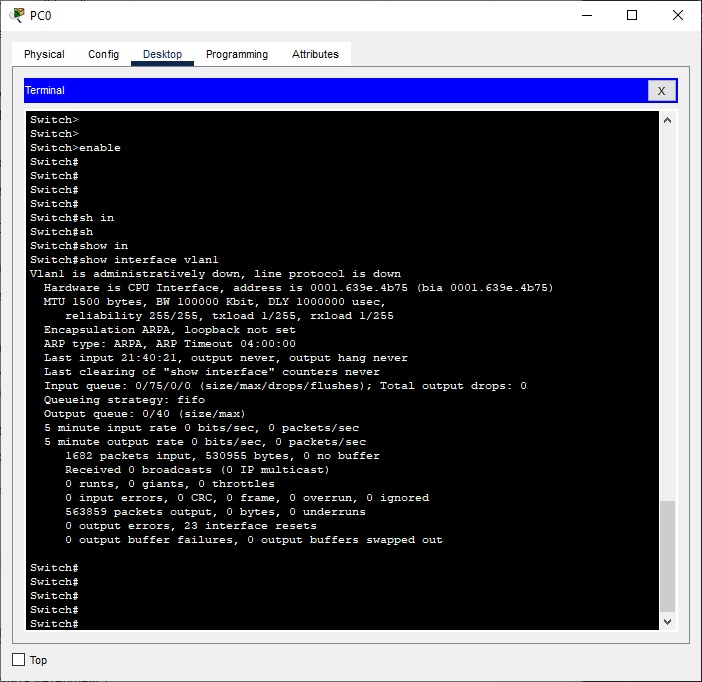 PC0
Physical Config Desktop Programming Attributes
Terminal
X
Switch>
Switch>
Switch>enable
Switch#
Switch#
Switch#
Switch#
Switch#sh in
Switch#sh
Switch#show in
Switch#show interface vlan1
Vlan1 is administratively down, line protocol is down
  Hardware is CPU Interface, address is 0001.639e.4b75 (bia 0001.639e.4b75)
  MTU 1500 bytes, BW 100000 Kbit, DLY 1000000 usec,
     reliability 255/255, txload 1/255, rxload 1/255
  Encapsulation ARPA, loopback not set
  ARP type: ARPA, ARP Timeout 04:00:00
  Last input 21:40:21, output never, output hang never
  Last clearing of "show interface" counters never
  Input queue: 0/75/0/0 (size/max/drops/flushes); Total output drops: 0
  Queueing strategy: fifo
  Output queue: 0/40 (size/max)
  5 minute input rate 0 bits/sec, 0 packets/sec
  5 minute output rate 0 bits/sec, 0 packets/sec
     1682 packets input, 530955 bytes, 0 no buffer
     Received 0 broadcasts (0 IP multicast)
     0 runts, 0 giants, 0 throttles
     0 input errors, 0 CRC, 0 frame, 0 overrun, 0 ignored
     563859 packets output, 0 bytes, 0 underruns
     0 output errors, 23 interface resets
     0 output buffer failures, 0 output buffers swapped out
Switch#
Switch#
Switch#
Switch#
Switch#
Top